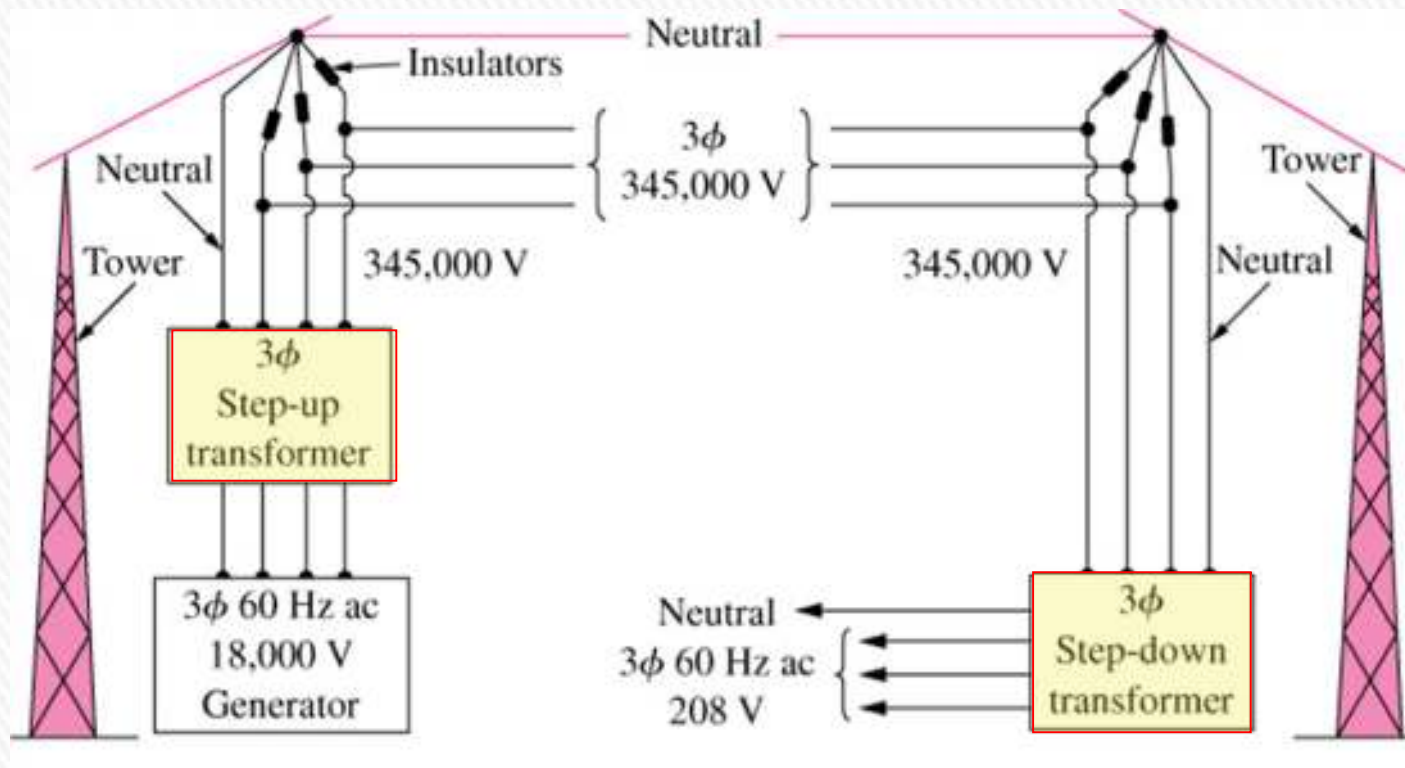 Neutral
Insulators
3ϕ
345,000 V
Neutral
Tower
345,000 V
3ϕ
Step-up
transformer
3ϕ 60 Hz ac
18,000 V
Generator
Tower
345,000 V
Neutral
3ϕ
Step-down
transformer
Neutral
3ϕ 60 Hz ac
208 V